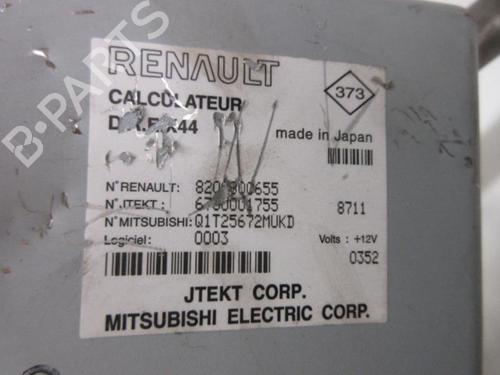 RENAULT
CALCULATEUR
373
X44
made in Japan
N° RENAULT:
N° JTEKT :
8711
N° MITSUBISHI: Q1T25672MUKD
Logiciel: 0003
Volts : +12V
0352
JTEKT CORP.
MITSUBISHI ELECTRIC CORP.
B-PARTS